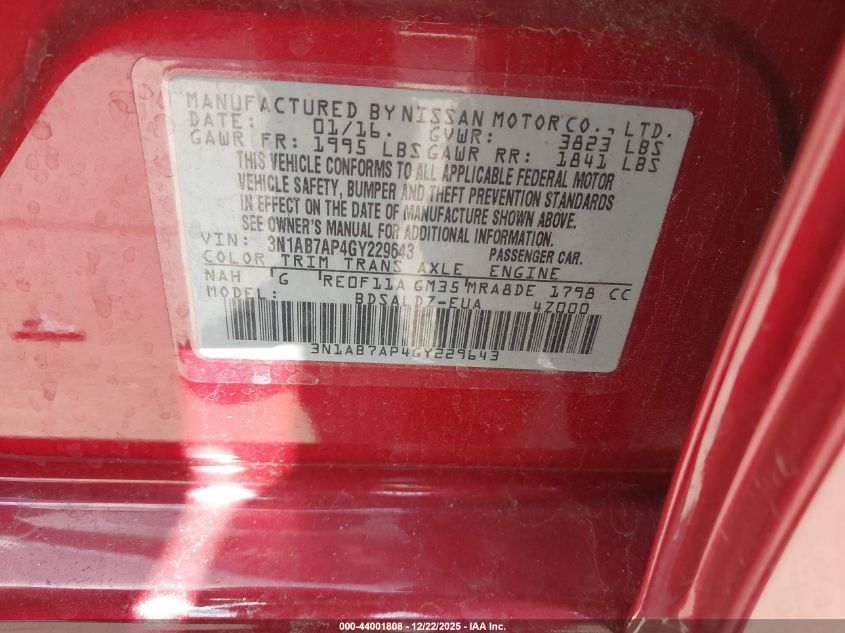 MANUFACTURED BY NISSAN MOTOR CO., LTD.
DATE: 01/16. GVWR: 3823 LBS
GAWR FR: 1995 LBS GAWR RR: 1841 LBS
THIS VEHICLE CONFORMS TO ALL APPLICABLE FEDERAL MOTOR
VEHICLE SAFETY, BUMPER AND THEFT PREVENTION STANDARDS
IN EFFECT ON THE DATE OF MANUFACTURE SHOWN ABOVE.
SEE OWNER'S MANUAL FOR FURTHER INFORMATION
VIN: 3N1AB7AP4GY229643 PASSENGER CAR.
COLOR TRIM TRANS AXLE ENGINE
NAH G RE0F11A GM35 MRA8DE 1798 CC
MODEL: BDSALDZ-EUA 47000
3N1AB7AP4GY229643
000-44001808 - 12/22/2025 - IAA Inc.